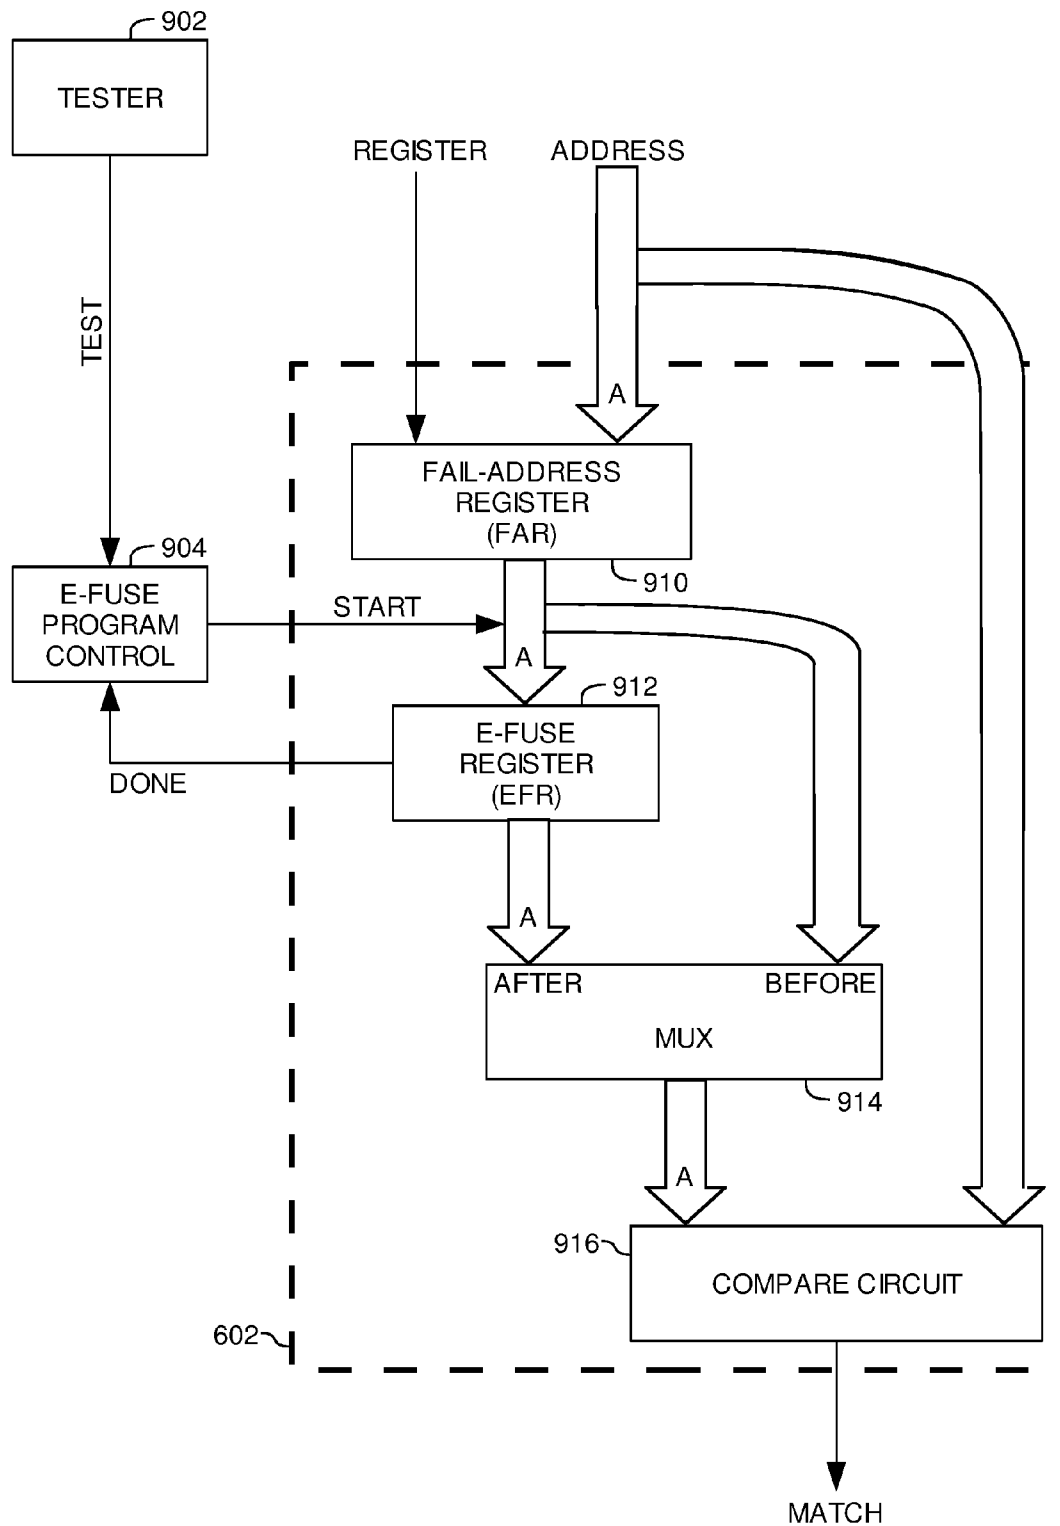 902
TESTER
REGISTER
ADDRESS
TEST
A
FAIL-ADDRESS
REGISTER
(FAR)
904
910
E-FUSE
PROGRAM
CONTROL
START
A
912
E-FUSE
REGISTER
(EFR)
DONE
A
AFTER
BEFORE
MUX
914
A
916
COMPARE CIRCUIT
602
MATCH